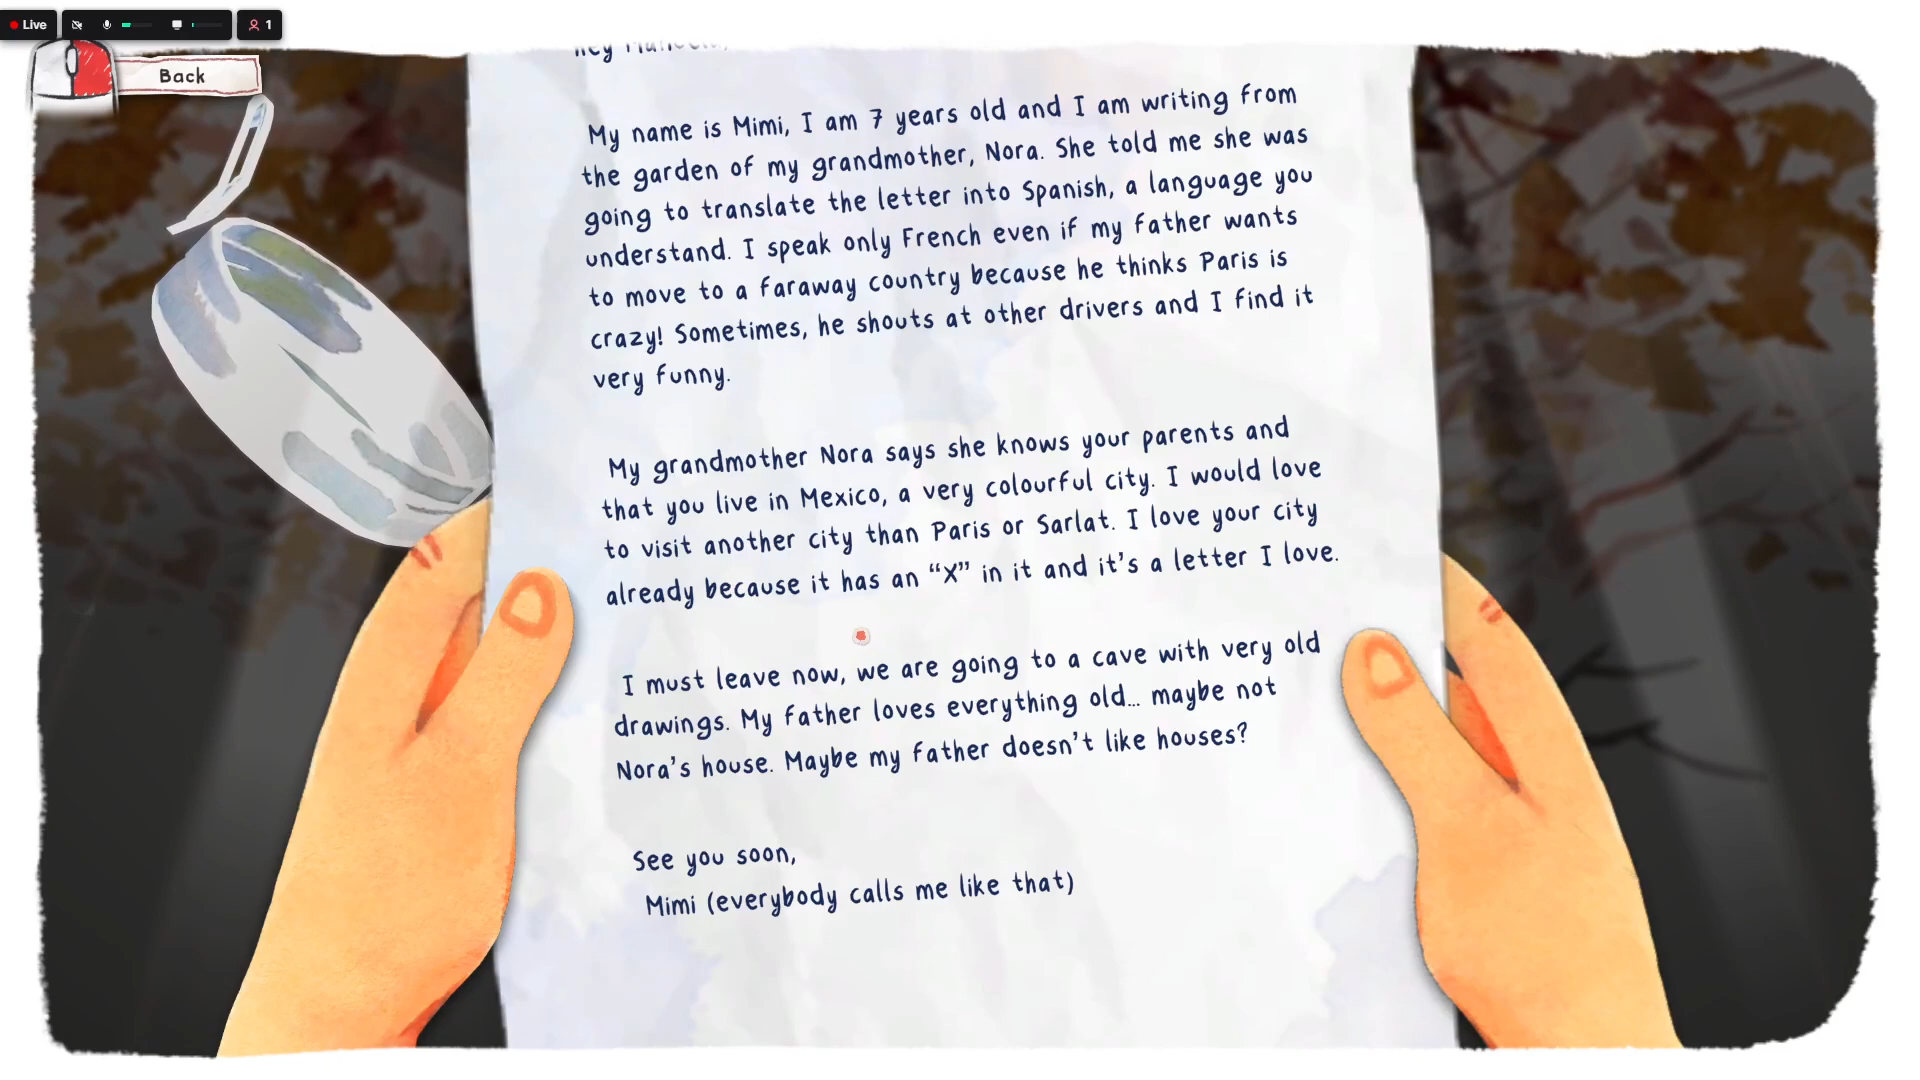 Live
1
Back
My name is Mimi, I am 7 years old and I am writing from
the garden of my grandmother, Nora. She told me she was
going to translate the letter into Spanish, a language you
understand. I speak only French even if my father wants
to move to a faraway country because he thinks Paris is
crazy! Sometimes, he shouts at other drivers and I find it
very funny.
My grandmother Nora says she knows your parents and
that you live in Mexico, a very colourful city. I would love
to visit another city than Paris or Sarlat. I love your city
already because it has an “X” in it and it’s a letter I love.
I must leave now, we are going to a cave with very old
drawings. My father loves everything old... maybe not
Nora’s house. Maybe my father doesn’t like houses?
See you soon,
Mimi (everybody calls me like that)